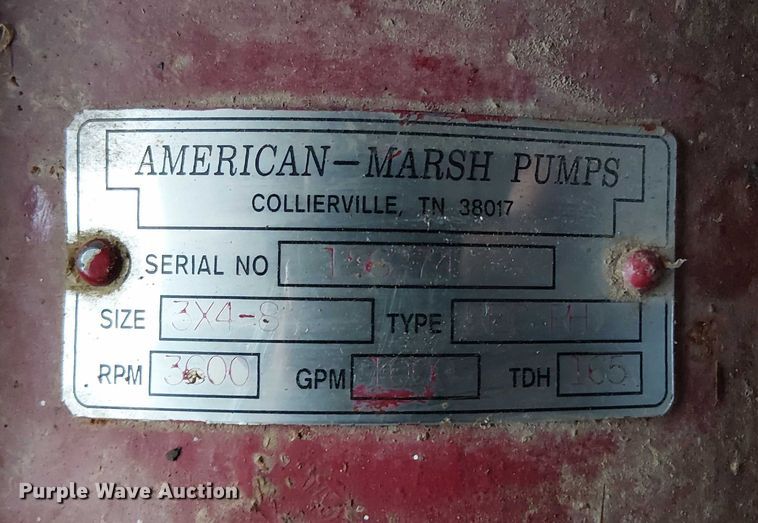 AMERICAN-MARSH PUMPS
COLLIERVILLE, TN 38017
SERIAL NO
SIZE 3X4-8 TYPE
RPM 3600 GPM TDH 165
Purple Wave Auction